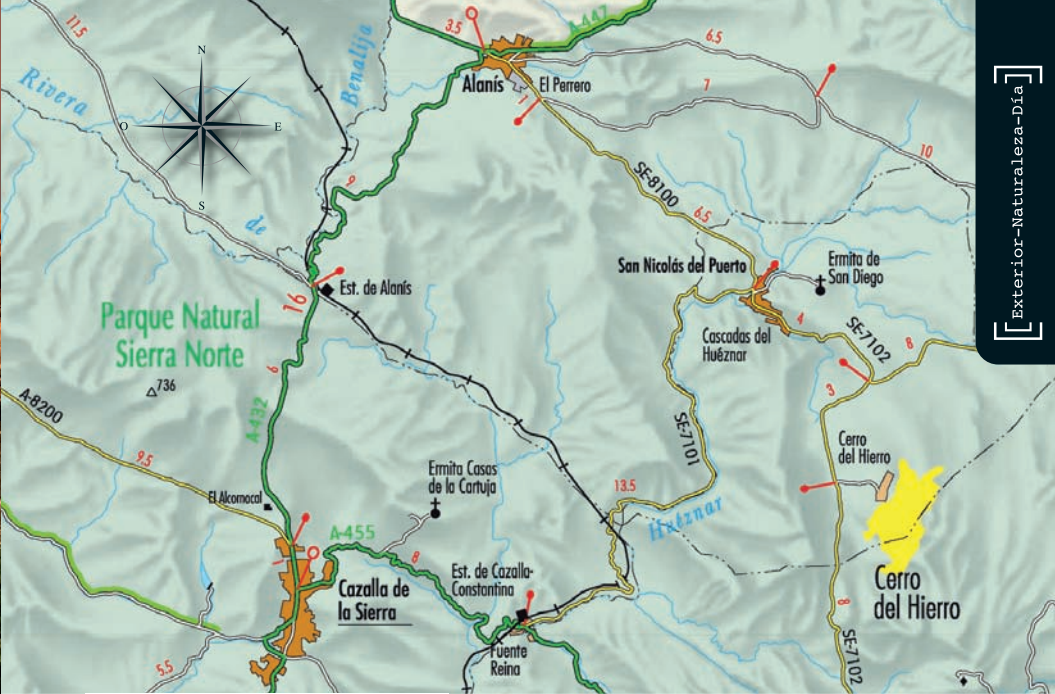 11.5
3.5
A-447
6.5
Benalija
Rivera
N
O
E
S
Alanís
El Perrero
1
7
10
9
de
SE-8100
6.5
San Nicolás del Puerto
Ermita de
San Diego
16
Est. de Alanís
Parque Natural
Sierra Norte
736
6
Cascadas del
Huéznar
4
SE-7102
8
3
A-8200
A-432
9.5
SE-7101
Cerro
del Hierro
Ermita Casas
de la Cartuja
13.5
El Alcornocal
Huéznar
A-455
8
Est. de Cazalla-
Constantina
Cazalla de
la Sierra
Cerro
del Hierro
8
Fuente
Reina
5.5
SE-7102
[Exterior-Naturaleza-Día]